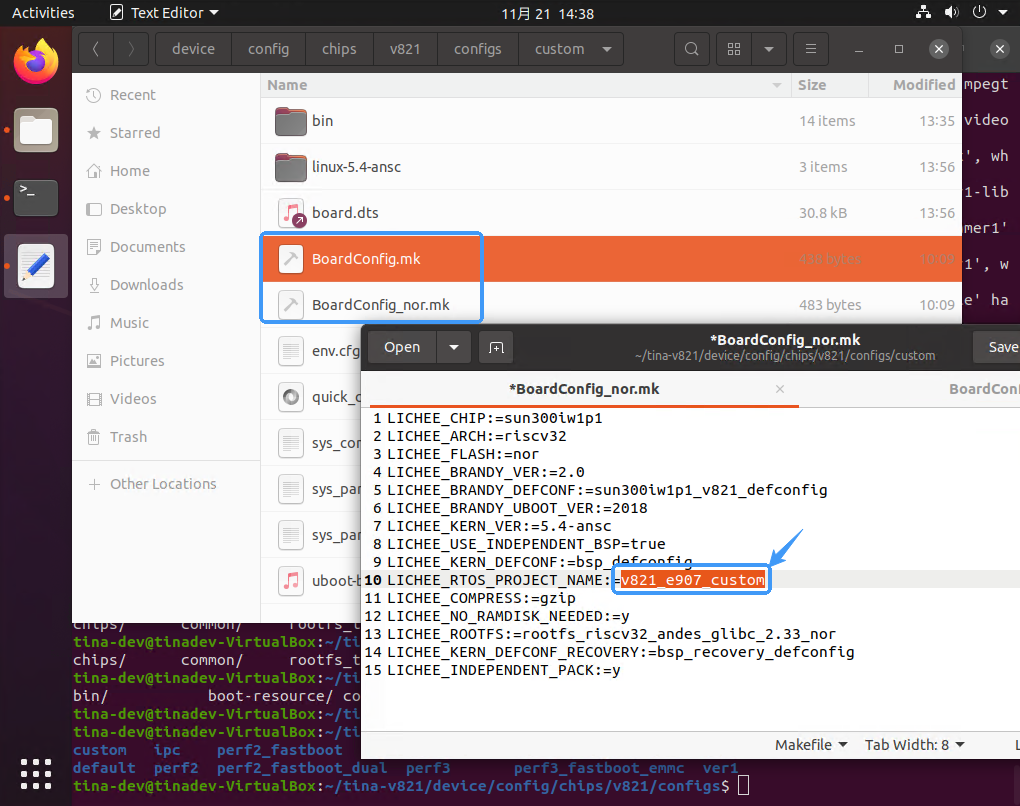 Activities Text Editor 11月 21 14:38
device config chips v821 configs custom
Name Size Modified
Recent
Starred
Home
Desktop
Documents
Downloads
Music
Pictures
Videos
Trash
Other Locations
bin 14 items 13:35
linux-5.4-ansc 3 items 13:56
board.dts 30.8 kB 13:56
BoardConfig.mk 438 bytes 10:09
BoardConfig_nor.mk 483 bytes 10:09
env.cfg
quick_c
sys_con
sys_par
sys_par
uboot-b
mpegt
video
', wh
1-lib
mer1'
1', w
e' ha
Open *BoardConfig_nor.mk Save
~/tina-v821/device/config/chips/v821/configs/custom
*BoardConfig_nor.mk BoardConf
1 LICHEE_CHIP:=sun300iw1p1
2 LICHEE_ARCH:=riscv32
3 LICHEE_FLASH:=nor
4 LICHEE_BRANDY_VER:=2.0
5 LICHEE_BRANDY_DEFCONF:=sun300iw1p1_v821_defconfig
6 LICHEE_BRANDY_UBOOT_VER:=2018
7 LICHEE_KERN_VER:=5.4-ansc
8 LICHEE_USE_INDEPENDENT_BSP=true
9 LICHEE_KERN_DEFCONF:=bsp_defconfig
10 LICHEE_RTOS_PROJECT_NAME:=v821_e907_custom
11 LICHEE_COMPRESS:=gzip
12 LICHEE_NO_RAMDISK_NEEDED:=y
13 LICHEE_ROOTFS:=rootfs_riscv32_andes_glibc_2.33_nor
14 LICHEE_KERN_DEFCONF_RECOVERY:=bsp_recovery_defconfig
15 LICHEE_INDEPENDENT_PACK:=y
Makefile Tab Width: 8 L
chips/ common/ rootfs_t
tina-dev@tinadev-VirtualBox:~/ti
chips/ common/ rootfs_t
tina-dev@tinadev-VirtualBox:~/ti
bin/ boot-resource/ co
tina-dev@tinadev-VirtualBox:~/ti
tina-dev@tinadev-VirtualBox:~/ti
custom ipc perf2_fastboot
default perf2 perf2_fastboot_dual perf3 perf3_fastboot_emmc ver1
tina-dev@tinadev-VirtualBox:~/tina-v821/device/config/chips/v821/configs$